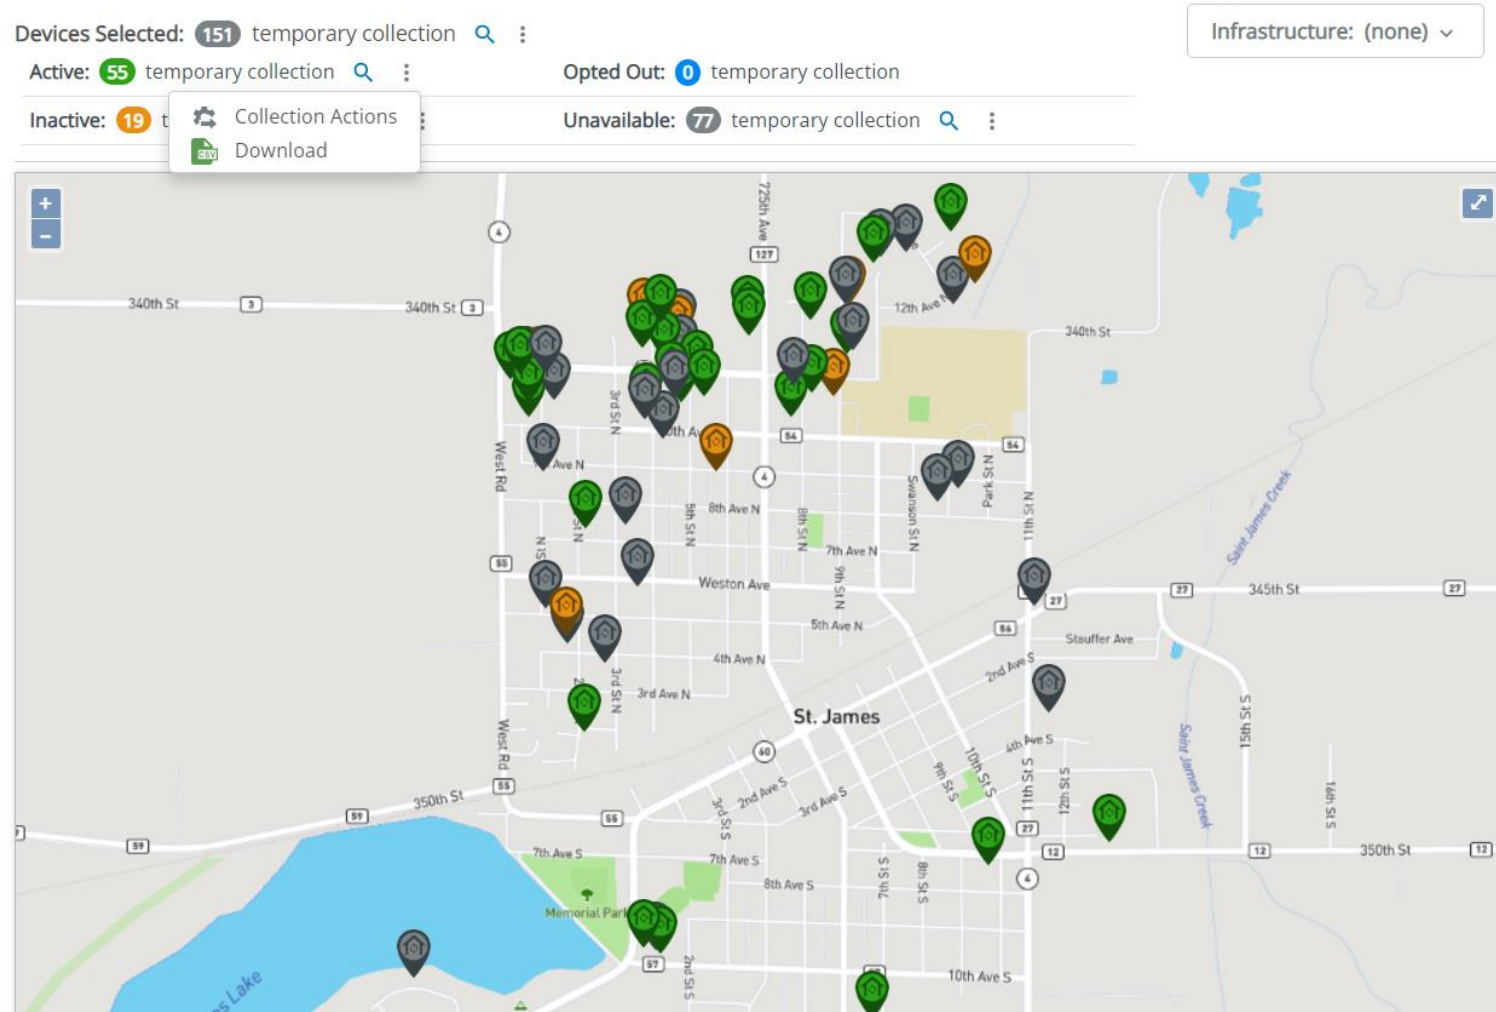 Devices Selected: 151 temporary collection
Infrastructure: (none)
Active: 55 temporary collection
Opted Out: 0 temporary collection
Inactive: 19 t
Unavailable: 77 temporary collection
Collection Actions
CSV Download
+
−
725th Ave
4
127
340th St
3
340th St
3
12th Ave N
340th St
3rd St N
54
54
West Rd
Ave N
4
Park St N
Swanson St N
11th St N
5th St N
8th Ave N
8th St N
St N
7th Ave N
Saint James Creek
55
Weston Ave
9th St N
27
345th St
27
27
5th Ave N
56
Stauffer Ave
4th Ave N
2nd Ave S
3rd St N
3rd Ave N
St. James
15th St S
West Rd
60
4th Ave S
Saint James Creek
10th St S
9th St S
11th St S
12th St S
16th St S
55
350th St
2nd Ave S
3rd Ave S
3rd St S
59
55
27
59
7th Ave S
7th Ave S
12
12
350th St
12
8th Ave S
7th St S
8th St S
4
Memorial Park
57
2nd St S
10th Ave S
s Lake